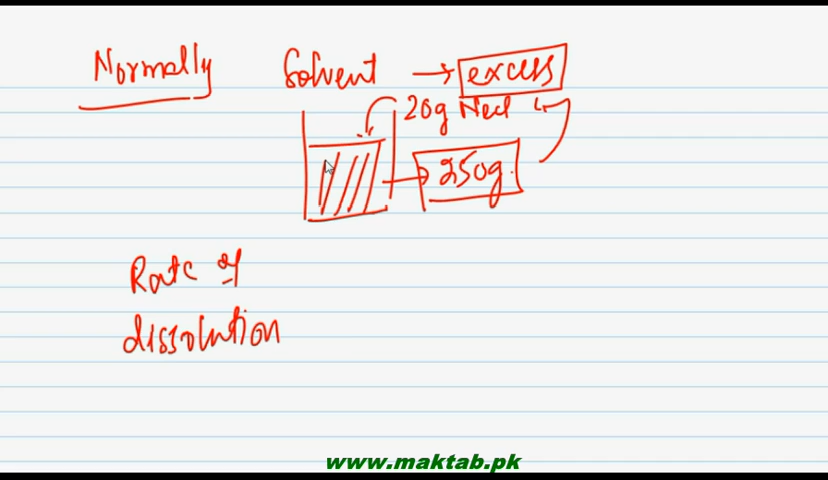 Normally Solvent → excess
20g Nacl
250g.
Rate of
dissolution
www.maktab.pk